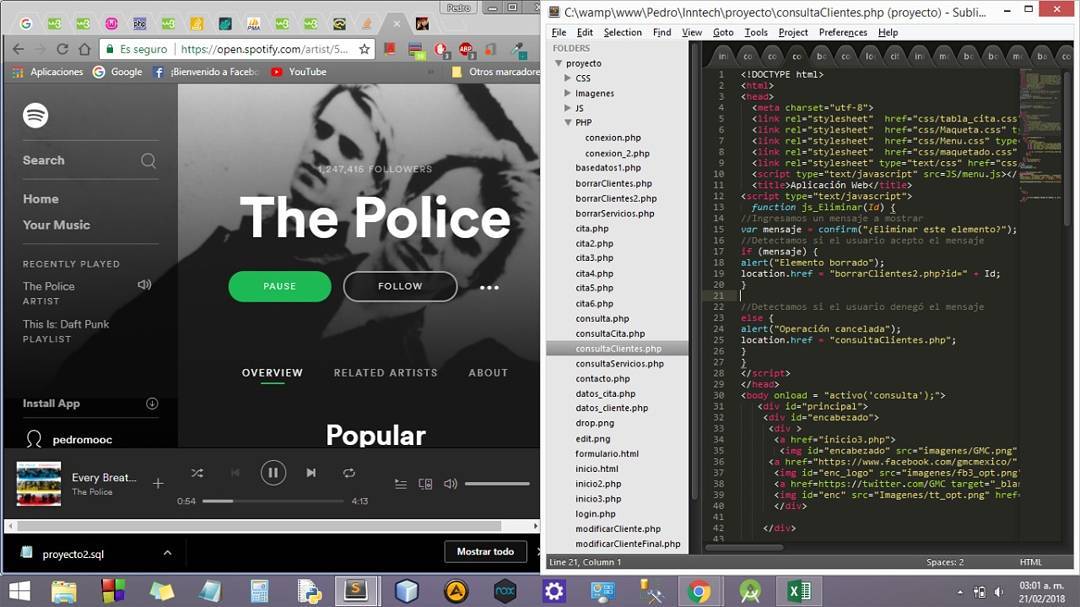 Pedro
Es seguro
https://open.spotify.com/artist/5...
ABP
Aplicaciones
Google
¡Bienvenido a Facebo
YouTube
»
Otros marcadores
Search
Home
Your Music
RECENTLY PLAYED
The Police
ARTIST
This Is: Daft Punk
PLAYLIST
Install App
pedromooc
1,247,416 FOLLOWERS
The Police
PAUSE
FOLLOW
OVERVIEW
RELATED ARTISTS
ABOUT
Popular
Every Breat...
The Police
0:54
4:13
proyecto2.sql
Mostrar todo
C:\wamp\www\Pedro\Inntech\proyecto\consultaClientes.php (proyecto) - Subli...
File Edit Selection Find View Goto Tools Project Preferences Help
FOLDERS
proyecto
CSS
Imagenes
JS
PHP
conexion.php
conexion_2.php
basedatos1.php
borrarClientes.php
borrarClientes2.php
borrarServicios.php
cita.php
cita2.php
cita3.php
cita4.php
cita5.php
cita6.php
consulta.php
consultaCita.php
consultaClientes.php
consultaServicios.php
contacto.php
datos_cita.php
datos_cliente.php
drop.png
edit.png
formulario.html
inicio.html
inicio2.php
inicio3.php
login.php
modificarCliente.php
modificarClienteFinal.php
1 <!DOCTYPE html>
2 <html>
3 <head>
4 <meta charset="utf-8">
5 <link rel="stylesheet" href="css/tabla_cita.css"
6 <link rel="stylesheet" href="css/Maqueta.css" t
7 <link rel="stylesheet" href="css/Menu.css" type
8 <link rel="stylesheet" href="css/maquetado.css"
9 <link rel="stylesheet" type="text/css" href="css
10 <script type="text/javascript" src=JS/menu.js></
11 <title>Aplicación Web</title>
12 <script type="text/javascript">
13 function js_Eliminar(Id) {
14 //Ingresamos un mensaje a mostrar
15 var mensaje = confirm("¿Eliminar este elemento?");
16 //Detectamos si el usuario acepto el mensaje
17 if (mensaje) {
18 alert("Elemento borrado");
19 location.href = "borrarClientes2.php?id=" + Id;
20 }
21
22 //Detectamos si el usuario denegó el mensaje
23 else {
24 alert("Operación cancelada");
25 location.href = "consultaClientes.php";
26 }
27 }
28 </script>
29 </head>
30 <body onload = "activo('consulta');">
31 <div id="principal">
32 <div id="encabezado">
33 <div >
34 <a href="inicio3.php">
35 <img id="encabezado" src="imagenes/GMC.png"
36 <a href="https://www.facebook.com/gmcmexico/"
37 <img id="enc_logo" src="imagenes/fb3_opt.png"
38 <a href=https://twitter.com/GMC target="_blan
39 <img id="enc" src="Imagenes/tt_opt.png" href
40 </div>
41
42 </div>
43
Line 21, Column 1
Spaces: 2
HTML
nox
03:01 a. m.
21/02/2018